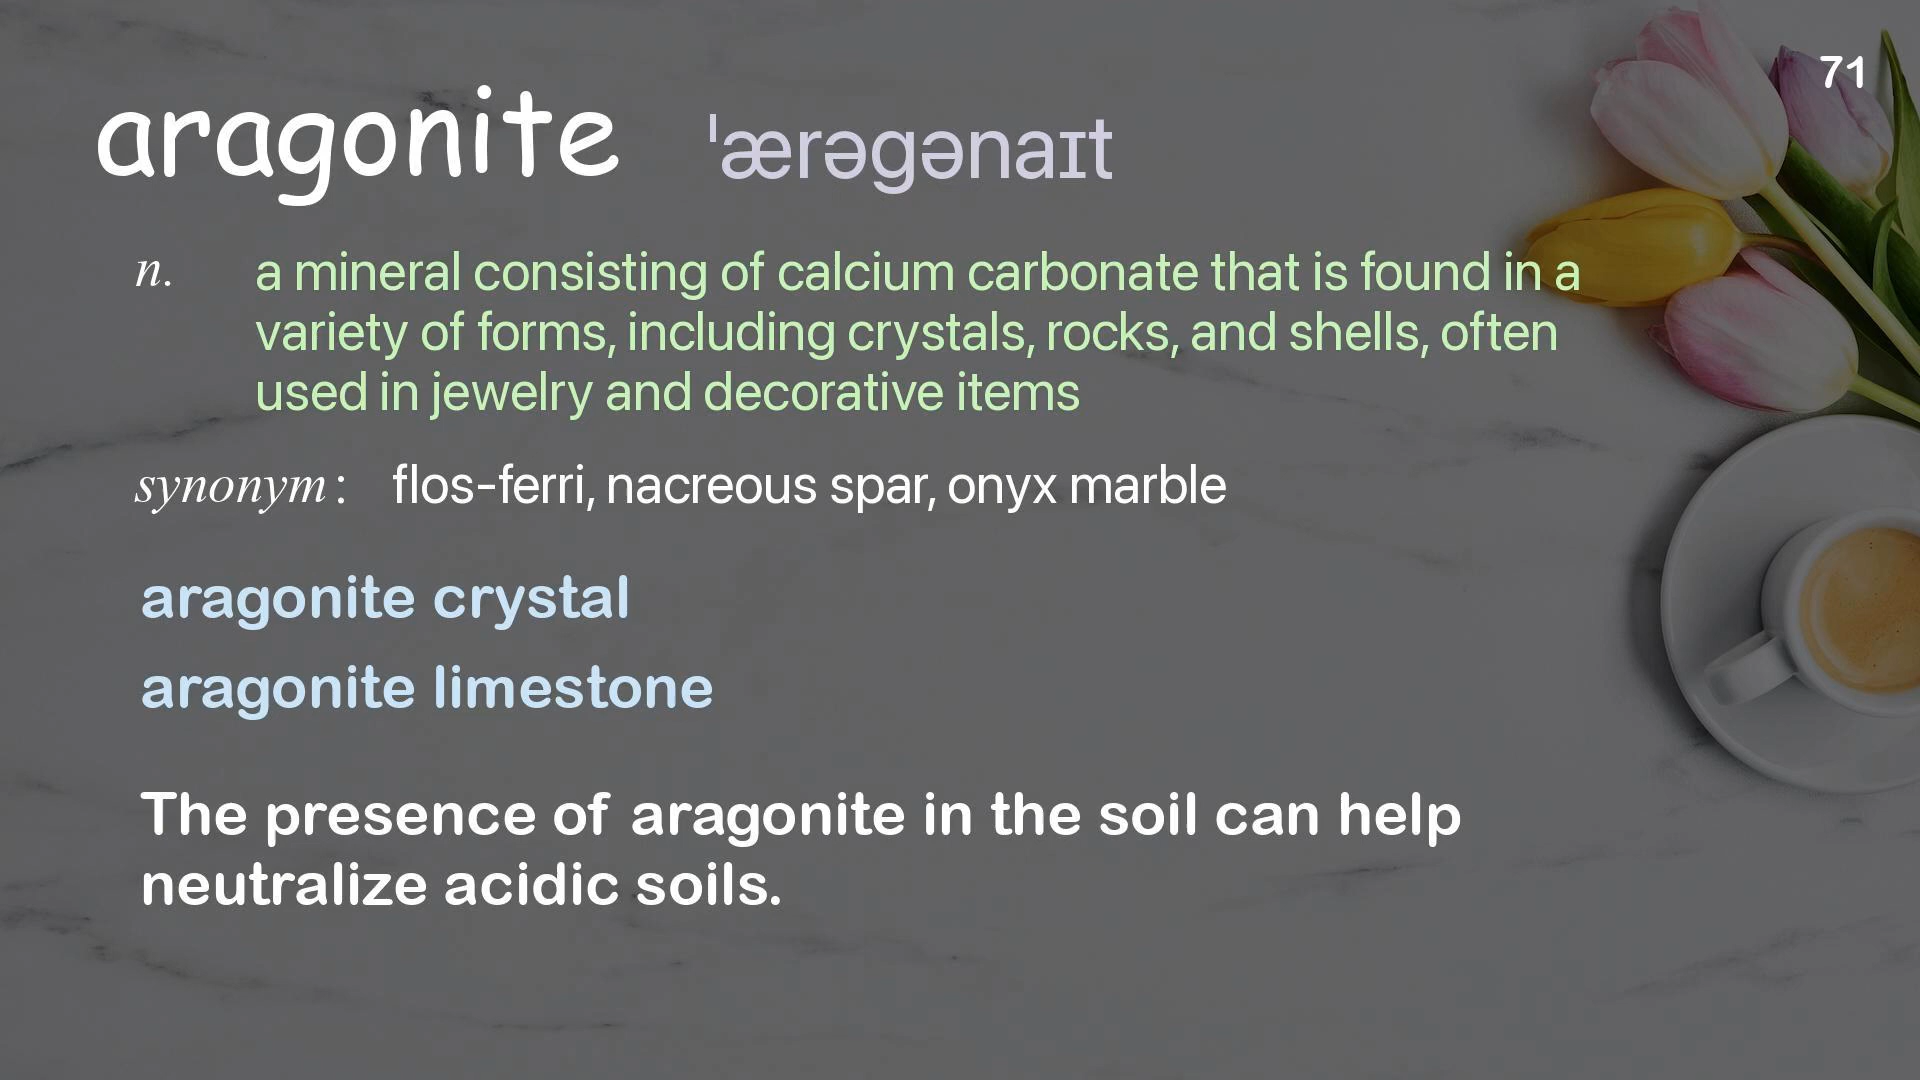 71
aragonite ˈærəgənaɪt
n. a mineral consisting of calcium carbonate that is found in a
variety of forms, including crystals, rocks, and shells, often
used in jewelry and decorative items
synonym: flos-ferri, nacreous spar, onyx marble
aragonite crystal
aragonite limestone
The presence of aragonite in the soil can help
neutralize acidic soils.